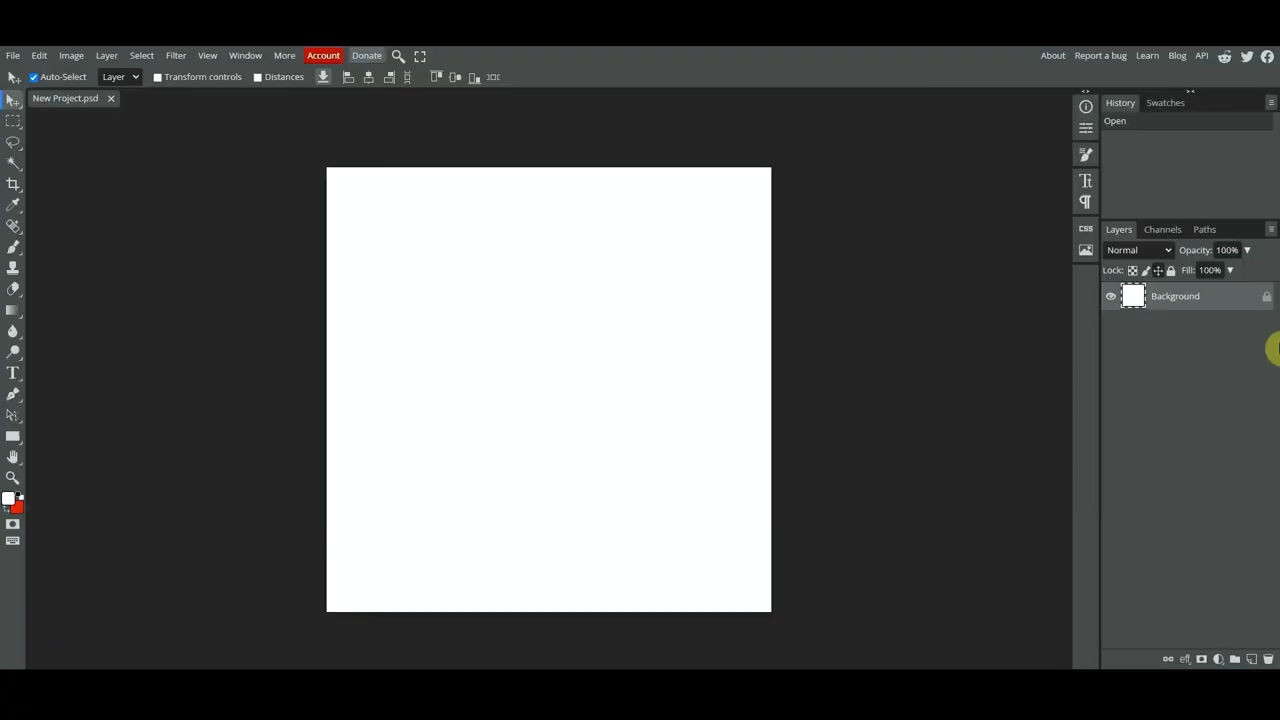 File Edit Image Layer Select Filter View Window More Account Donate About Report a bug Learn Blog API
Auto-Select Layer Transform controls Distances
New Project.psd
History Swatches
Open
Layers Channels Paths
Normal Opacity: 100%
Lock: Fill: 100%
Background
CSS
eff